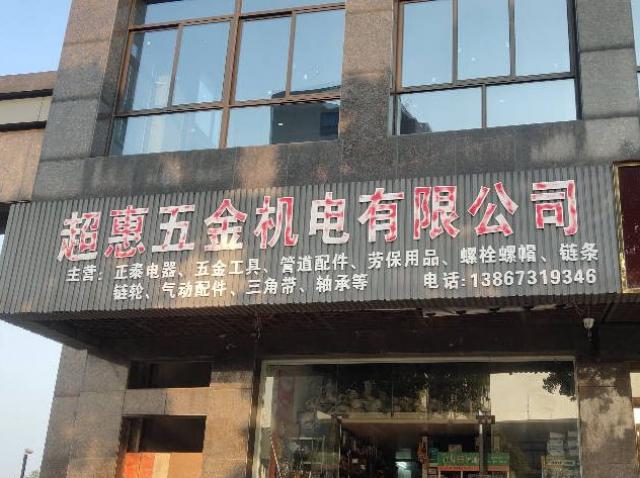 超惠五金机电有限公司
主营：正泰电器、五金工具、管道配件、劳保用品、螺栓螺帽、链条
链轮、气动配件、三角带、轴承等 电话:13867319346